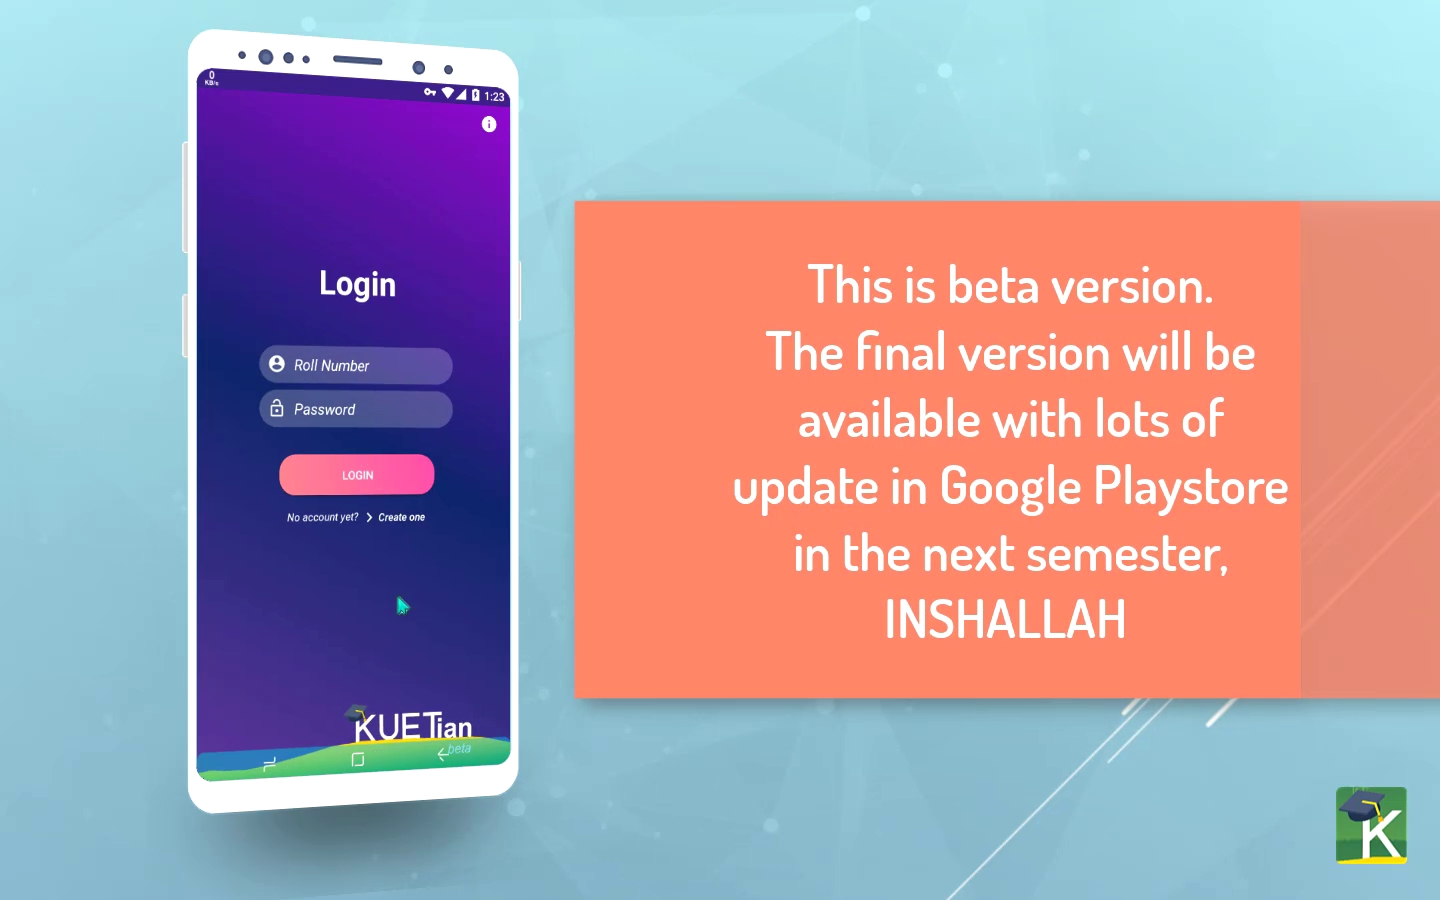 0
KB/s
1:23
Login
Roll Number
Password
LOGIN
No account yet? Create one
KUETian
beta
This is beta version.
The final version will be
available with lots of
update in Google Playstore
in the next semester,
INSHALLAH
K